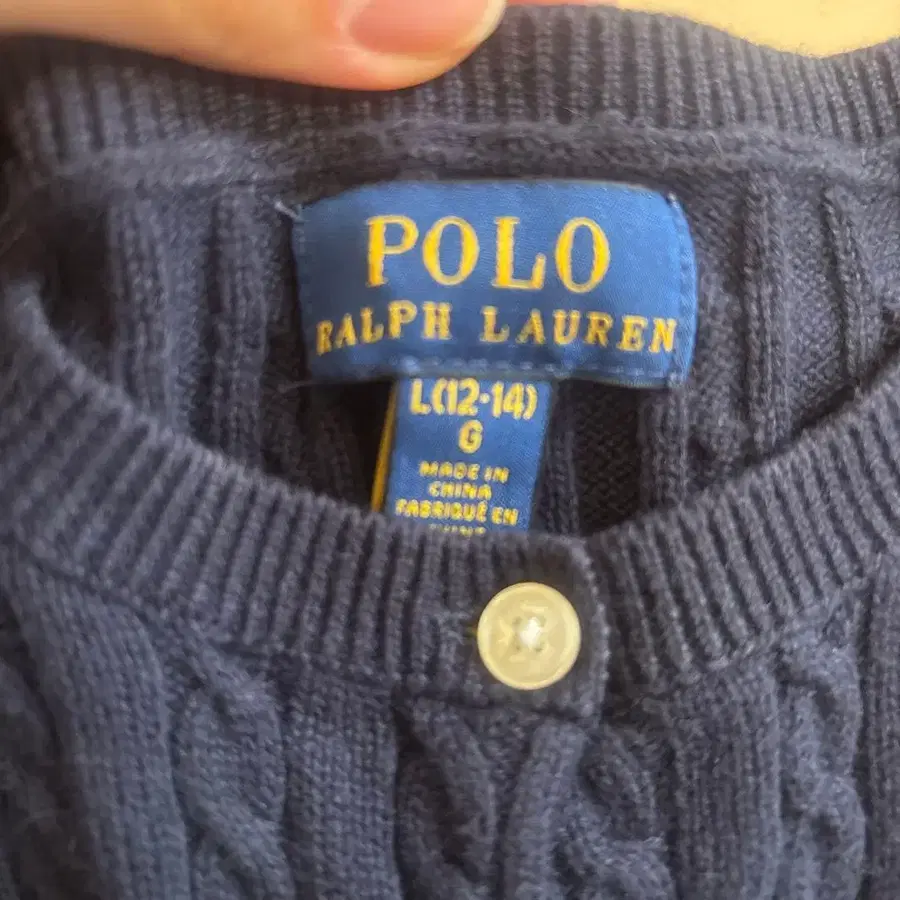 POLO
RALPH LAUREN
L(12-14)
G
MADE IN
CHINA
FABRIQUÉ EN